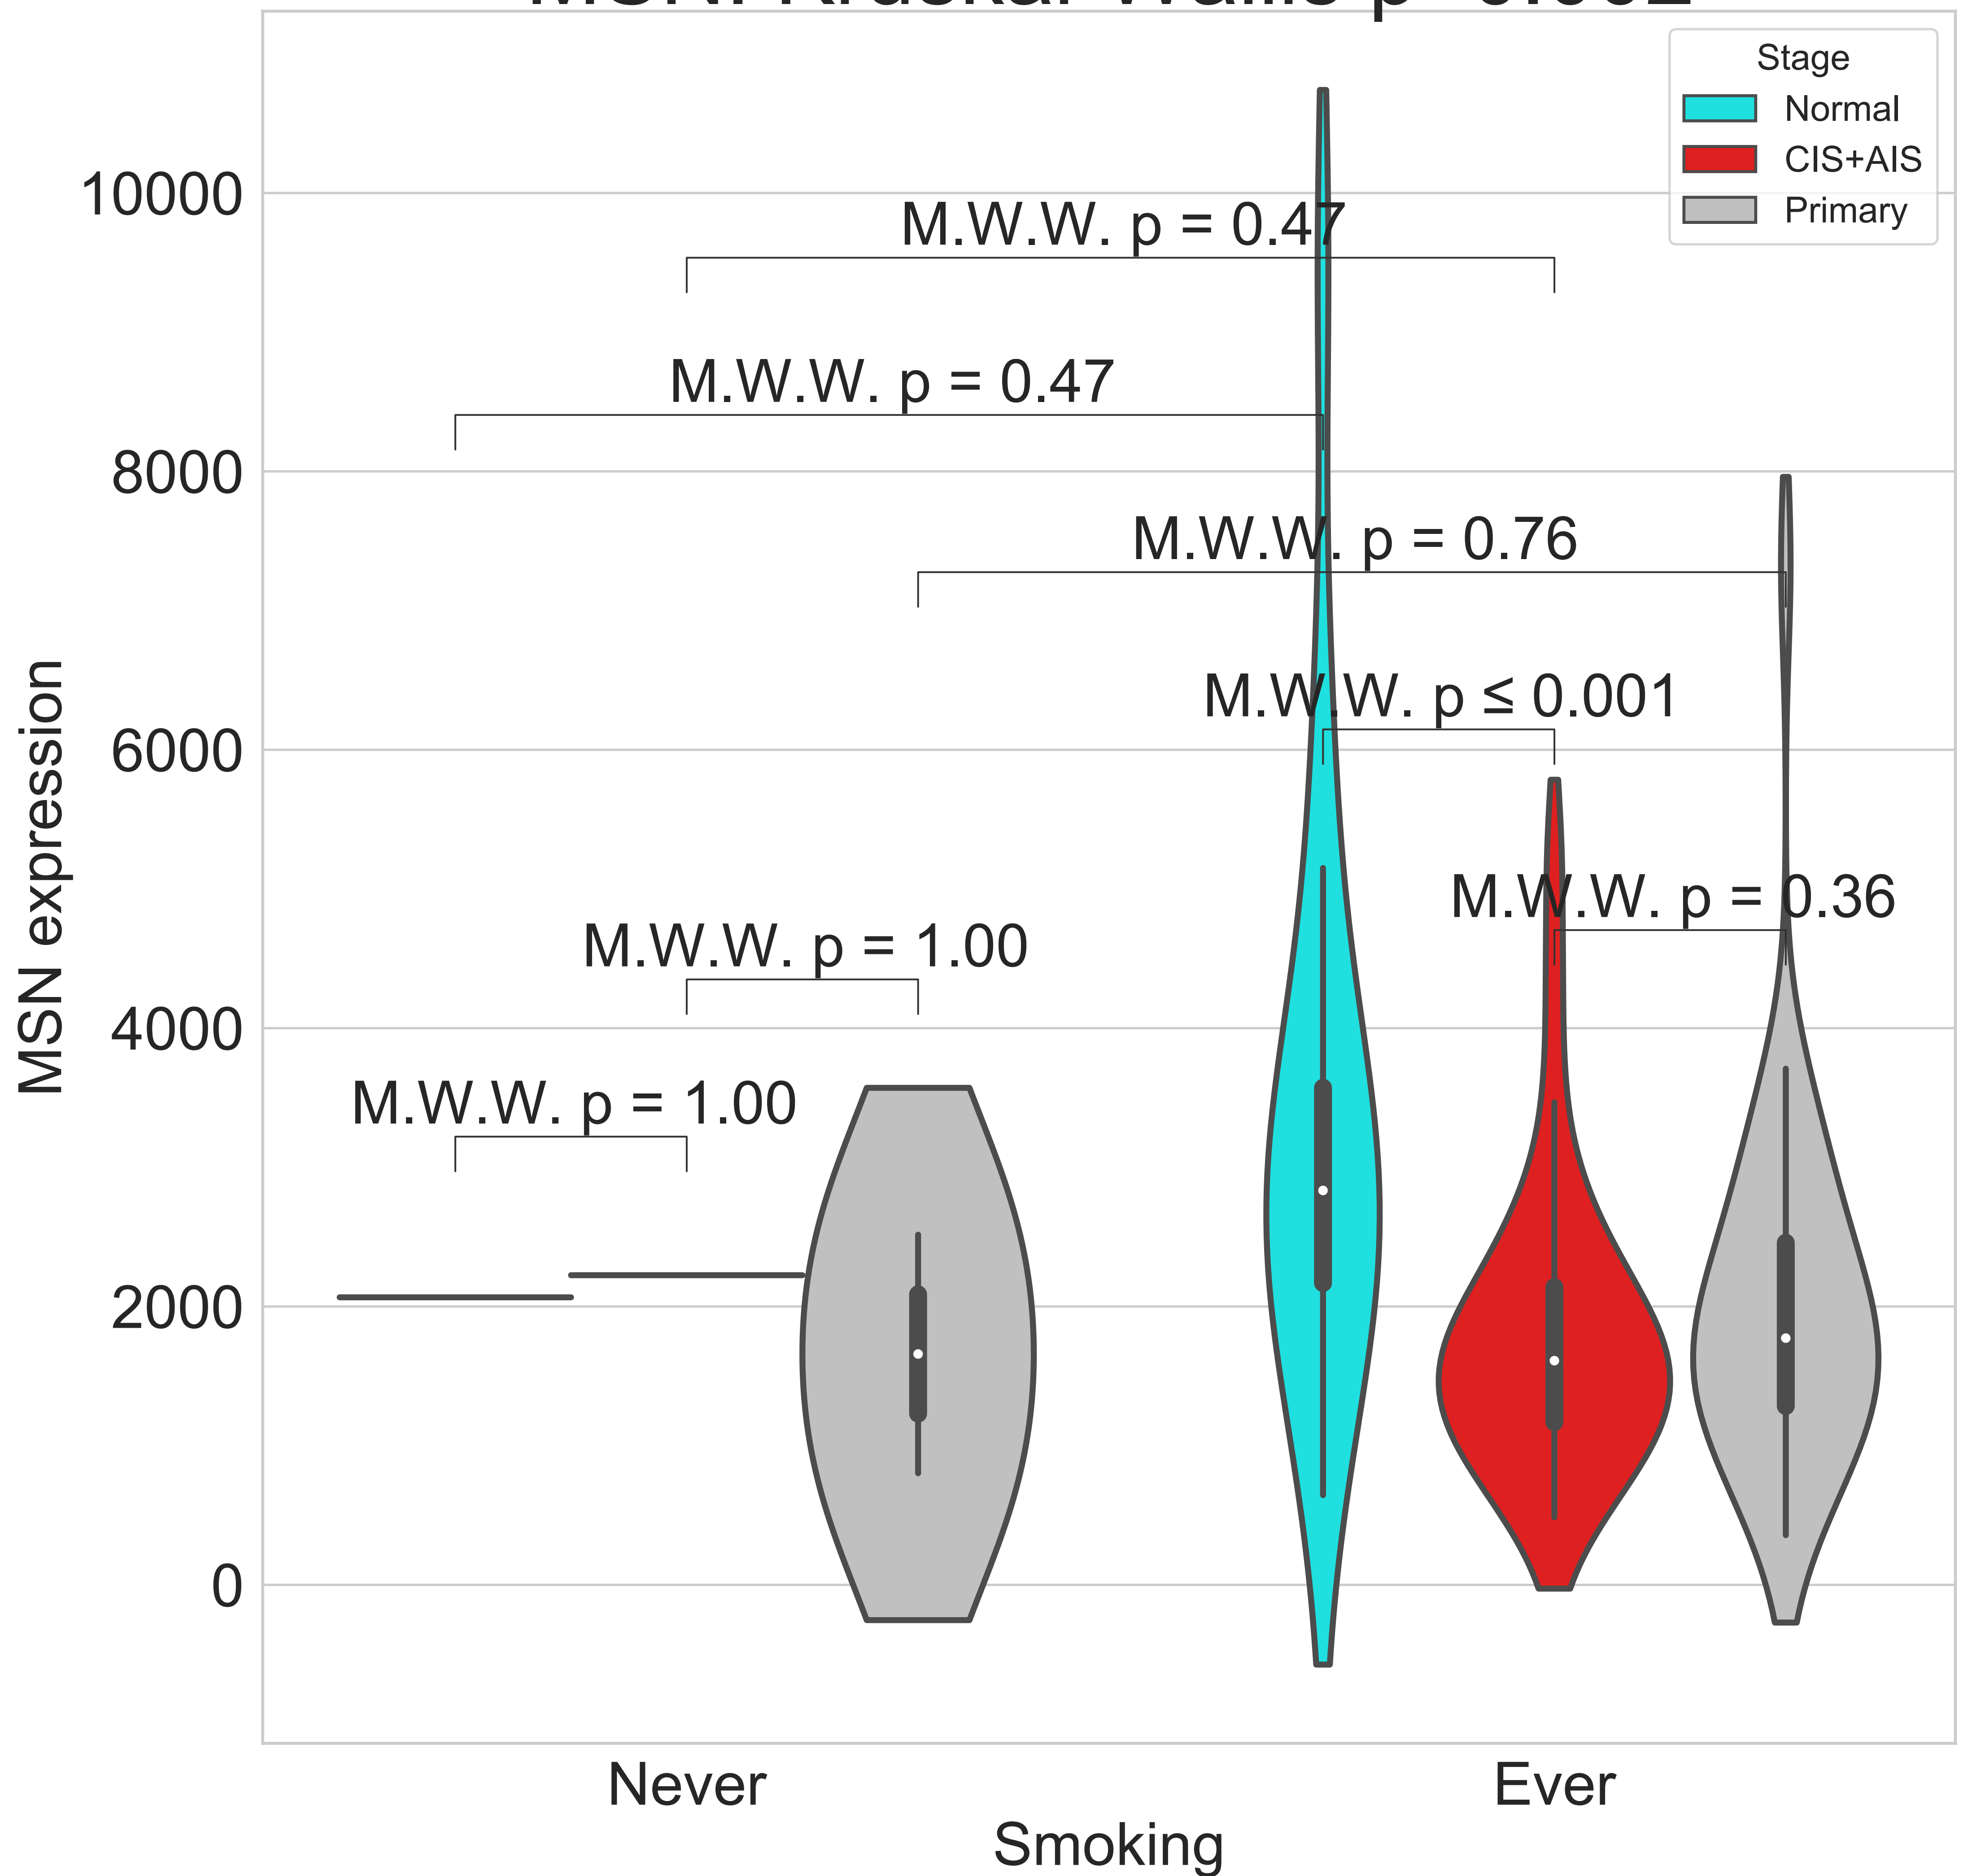 Stage
Normal
CIS+AIS
Primary
10000
8000
6000
4000
2000
0
MSN expression
M.W.W. p = 0.47
M.W.W. p = 0.47
M.W.W. p = 0.76
M.W.W. p ≤ 0.001
M.W.W. p = 0.36
M.W.W. p = 1.00
M.W.W. p = 1.00
Never
Ever
Smoking